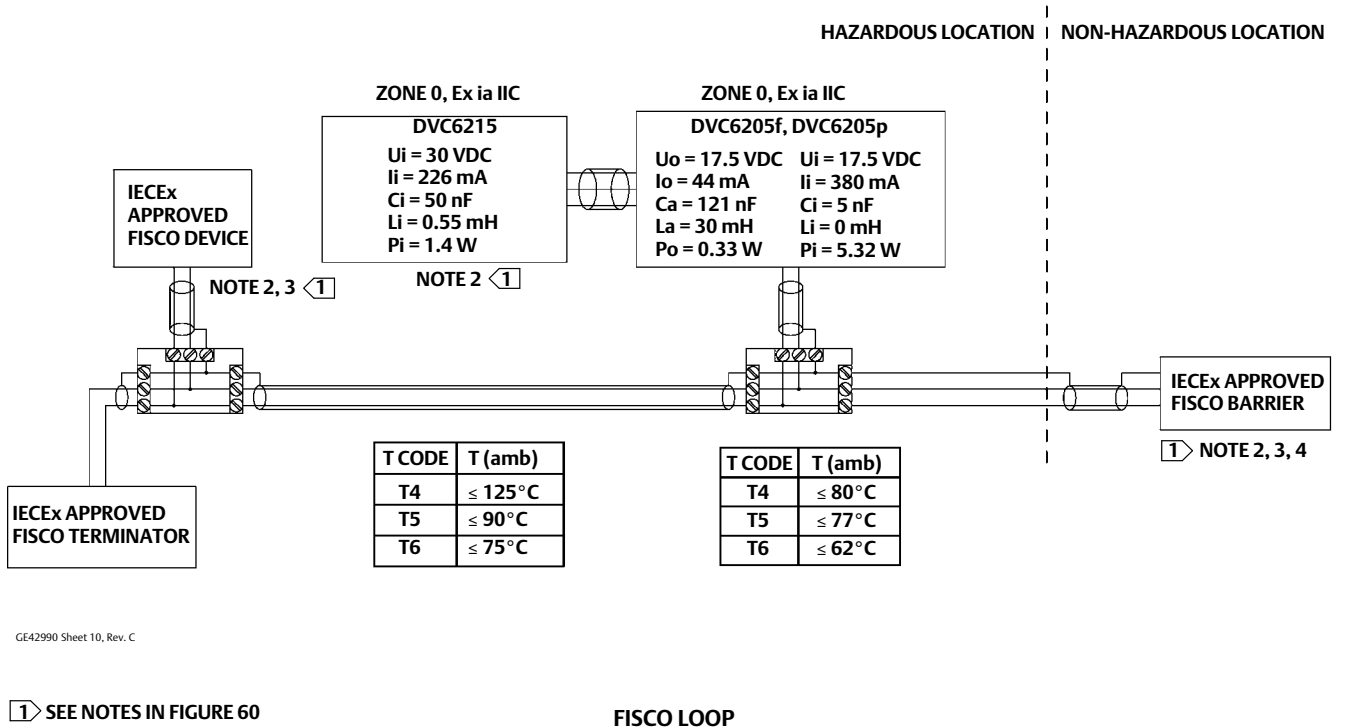 HAZARDOUS LOCATION
NON-HAZARDOUS LOCATION
ZONE 0, Ex ia IIC
DVC6215
Ui = 30 VDC
Ii = 226 mA
Ci = 50 nF
Li = 0.55 mH
Pi = 1.4 W
NOTE 2 1
ZONE 0, Ex ia IIC
DVC6205f, DVC6205p
Uo = 17.5 VDC Ui = 17.5 VDC
Io = 44 mA Ii = 380 mA
Ca = 121 nF Ci = 5 nF
La = 30 mH Li = 0 mH
Po = 0.33 W Pi = 5.32 W
IECEx
APPROVED
FISCO DEVICE
NOTE 2, 3 1
IECEx APPROVED
FISCO BARRIER
1 NOTE 2, 3, 4
IECEx APPROVED
FISCO TERMINATOR
T CODE T (amb)
T4 ≤ 125°C
T5 ≤ 90°C
T6 ≤ 75°C
T CODE T (amb)
T4 ≤ 80°C
T5 ≤ 77°C
T6 ≤ 62°C
GE42990 Sheet 10, Rev. C
1 SEE NOTES IN FIGURE 60
FISCO LOOP